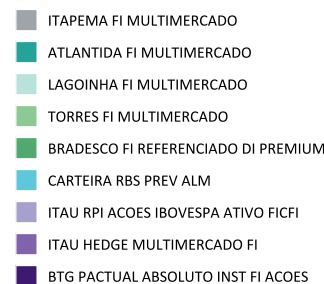 ITAPEMA FI MULTIMERCADO
ATLANTIDA FI MULTIMERCADO
LAGOINHA FI MULTIMERCADO
TORRES FI MULTIMERCADO
BRADESCO FI REFERENCIADO DI PREMIUM
CARTEIRA RBS PREV ALM
ITAU RPI ACOES IBOVESPA ATIVO FICFI
ITAU HEDGE MULTIMERCADO FI
BTG PACTUAL ABSOLUTO INST FI ACOES